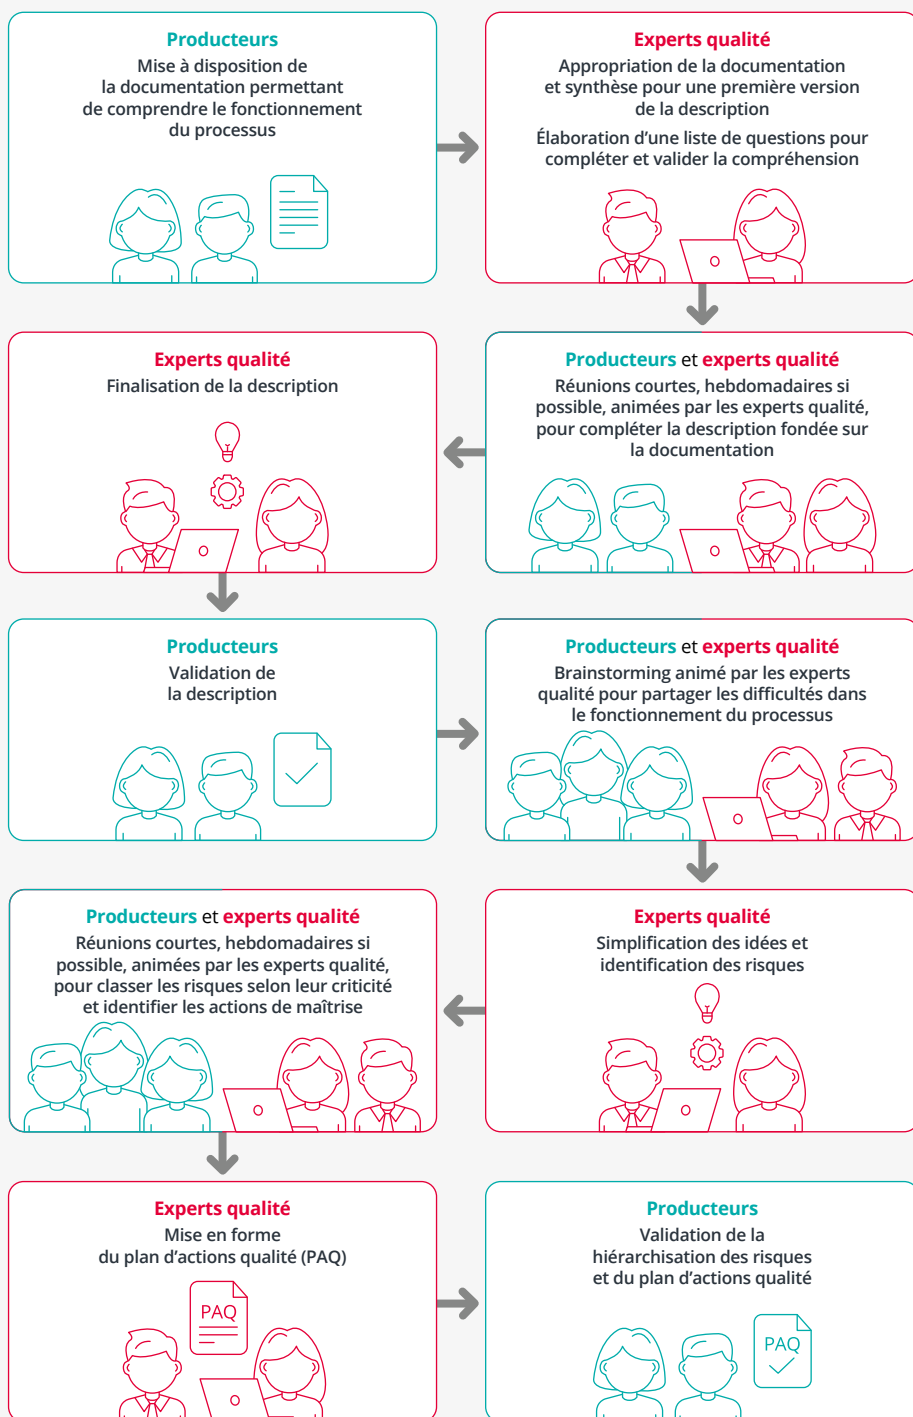 Producteurs
Mise à disposition de
la documentation permettant
de comprendre le fonctionnement
du processus
Experts qualité
Appropriation de la documentation
et synthèse pour une première version
de la description
Élaboration d’une liste de questions pour
compléter et valider la compréhension
Producteurs et experts qualité
Réunions courtes, hebdomadaires si
possible, animées par les experts qualité,
pour compléter la description fondée sur
la documentation
Experts qualité
Finalisation de la description
Producteurs
Validation de
la description
Producteurs et experts qualité
Brainstorming animé par les experts
qualité pour partager les difficultés dans
le fonctionnement du processus
Experts qualité
Simplification des idées et
identification des risques
Producteurs et experts qualité
Réunions courtes, hebdomadaires si
possible, animées par les experts qualité,
pour classer les risques selon leur criticité
et identifier les actions de maîtrise
Experts qualité
Mise en forme
du plan d’actions qualité (PAQ)
PAQ
Producteurs
Validation de la
hiérarchisation des risques
et du plan d’actions qualité
PAQ